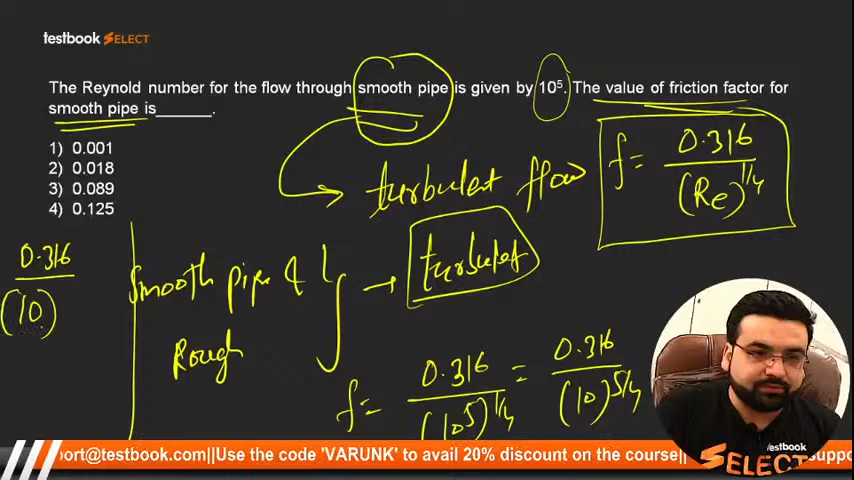 testbook SELECT
The Reynold number for the flow through smooth pipe is given by 10⁵. The value of friction factor for
smooth pipe is______.
1) 0.001
2) 0.018
3) 0.089
4) 0.125
turbulent flow
f = 0.316 / (Re)^1/4
0.316 / (10)
smooth pipe &
Rough
→ turbulent
f = 0.316 / (10⁵)^1/4 = 0.316 / (10)^5/4
port@testbook.com||Use the code 'VARUNK' to avail 20% discount on the course||
testbook
SELECT